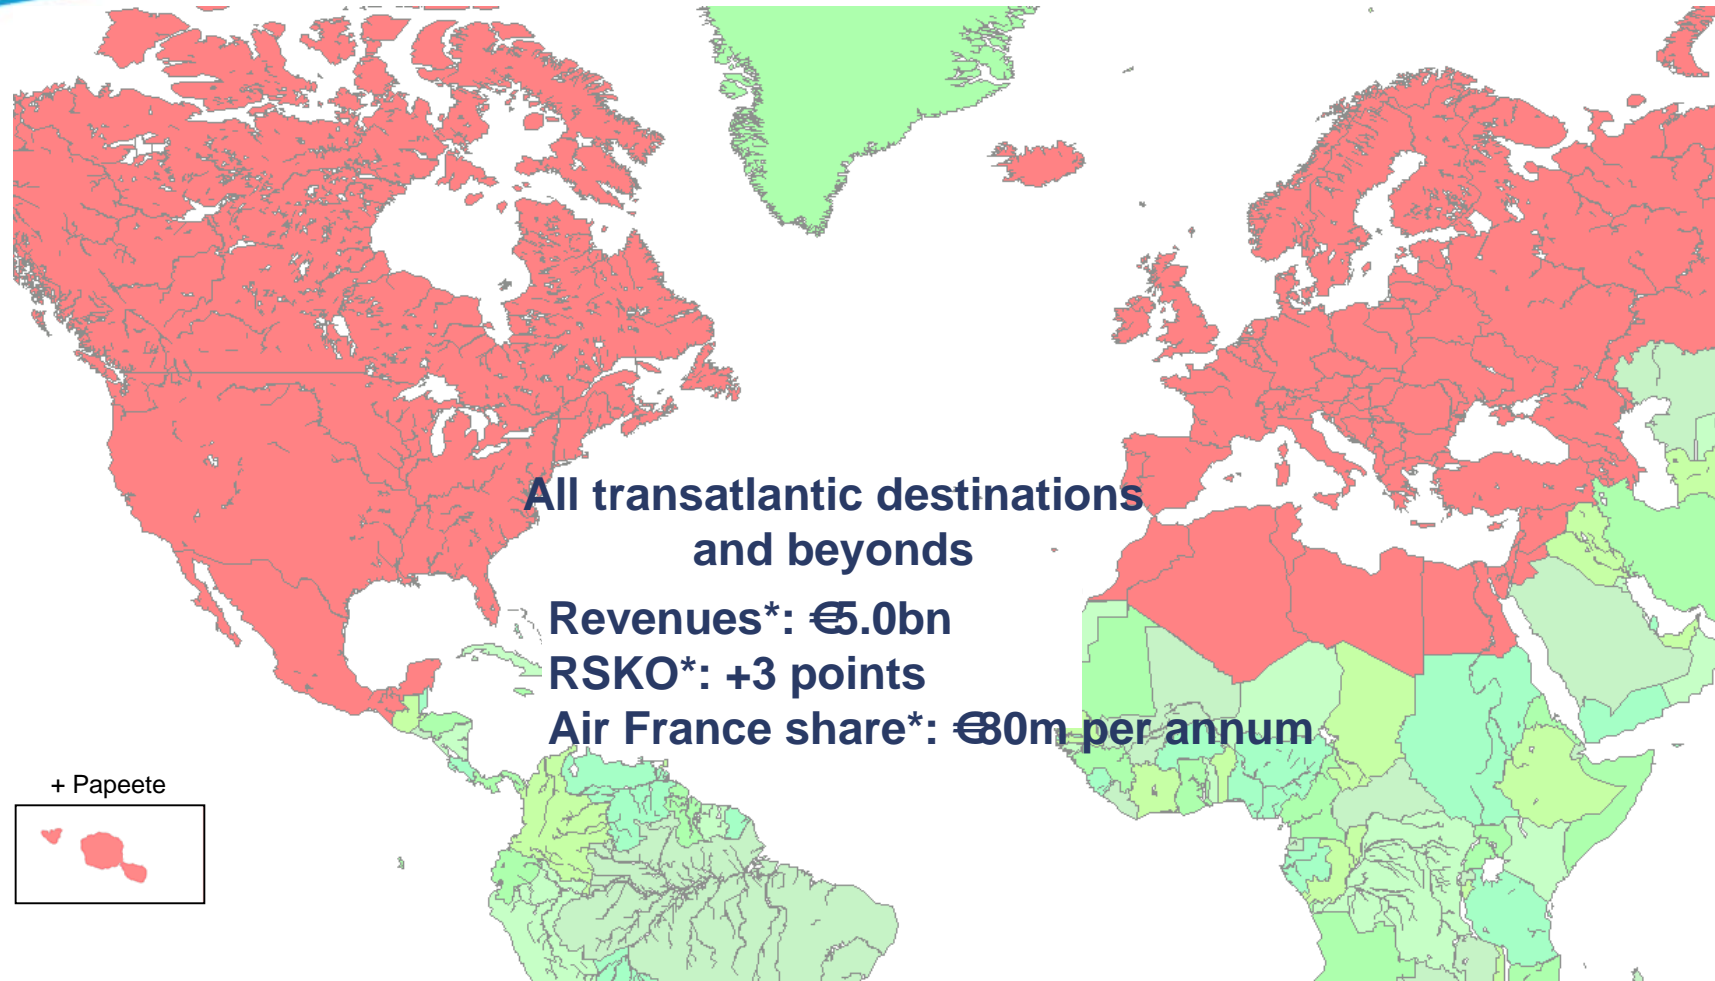 All transatlantic destinations
and beyonds
Revenues*: €5.0bn
RSKO*: +3 points
Air France share*: €80m per annum
+ Papeete